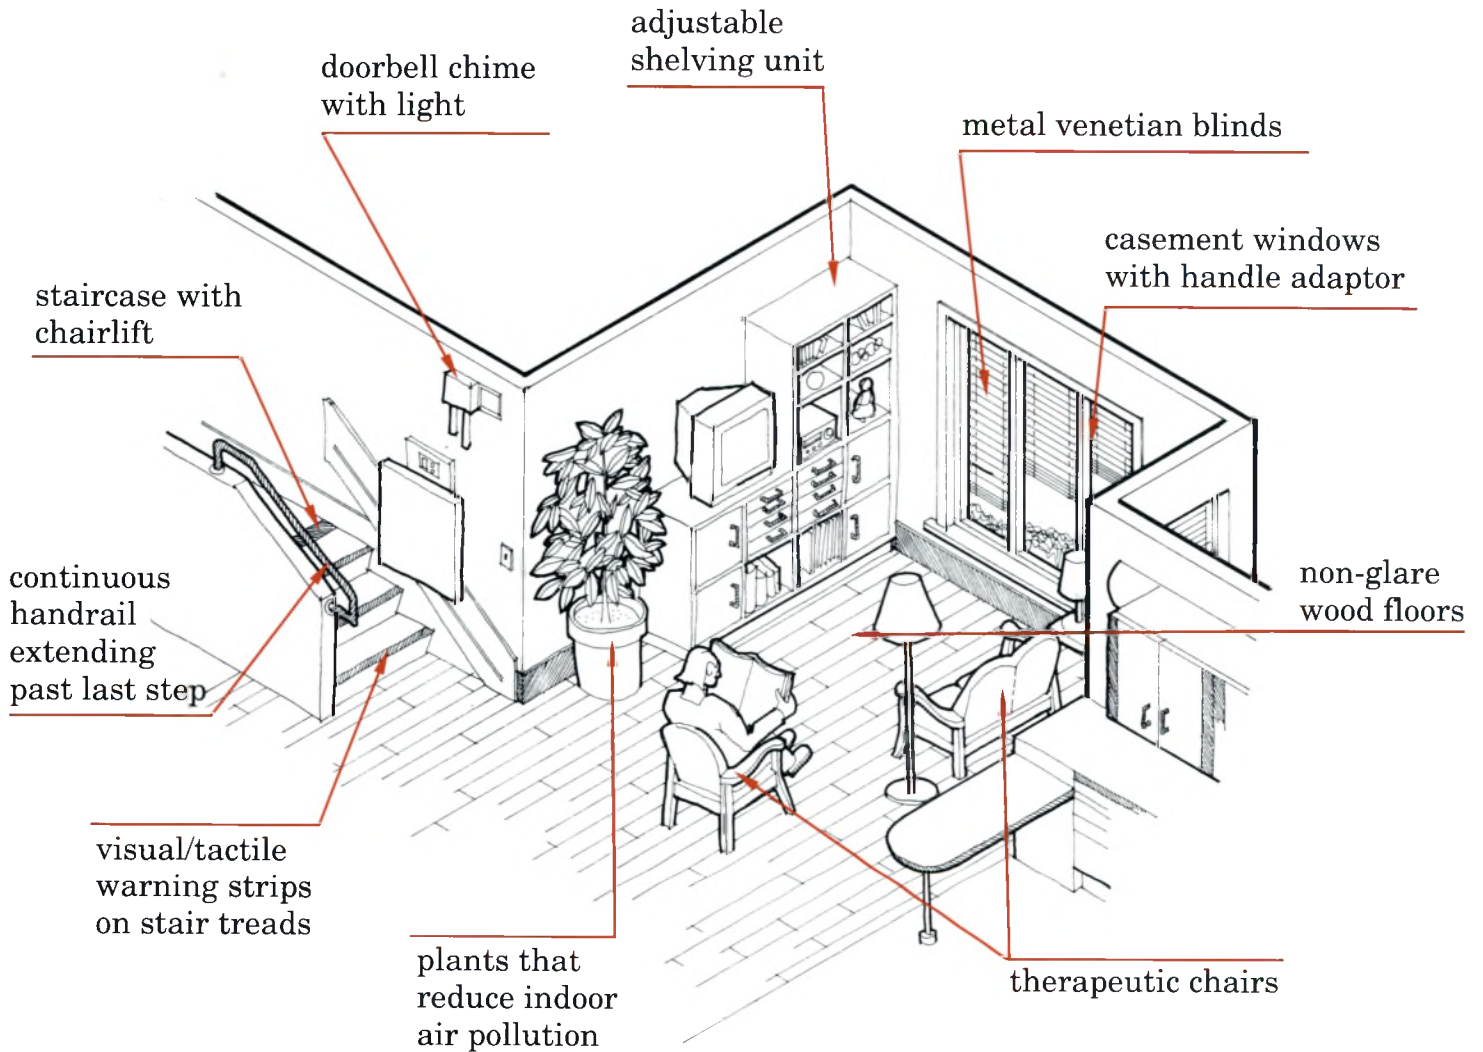 adjustable
shelving unit
doorbell chime
with light
metal venetian blinds
casement windows
with handle adaptor
staircase with
chairlift
continuous
handrail
extending
past last step
non-glare
wood floors
visual/tactile
warning strips
on stair treads
plants that
reduce indoor
air pollution
therapeutic chairs